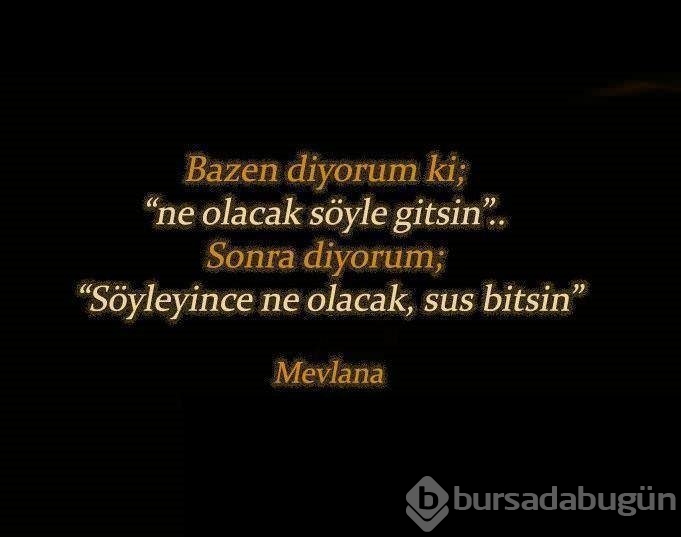 Bazen diyorum ki;
“ne olacak söyle gitsin”..
Sonra diyorum;
“Söyleyince ne olacak, sus bitsin”
Mevlana
b bursadabugün